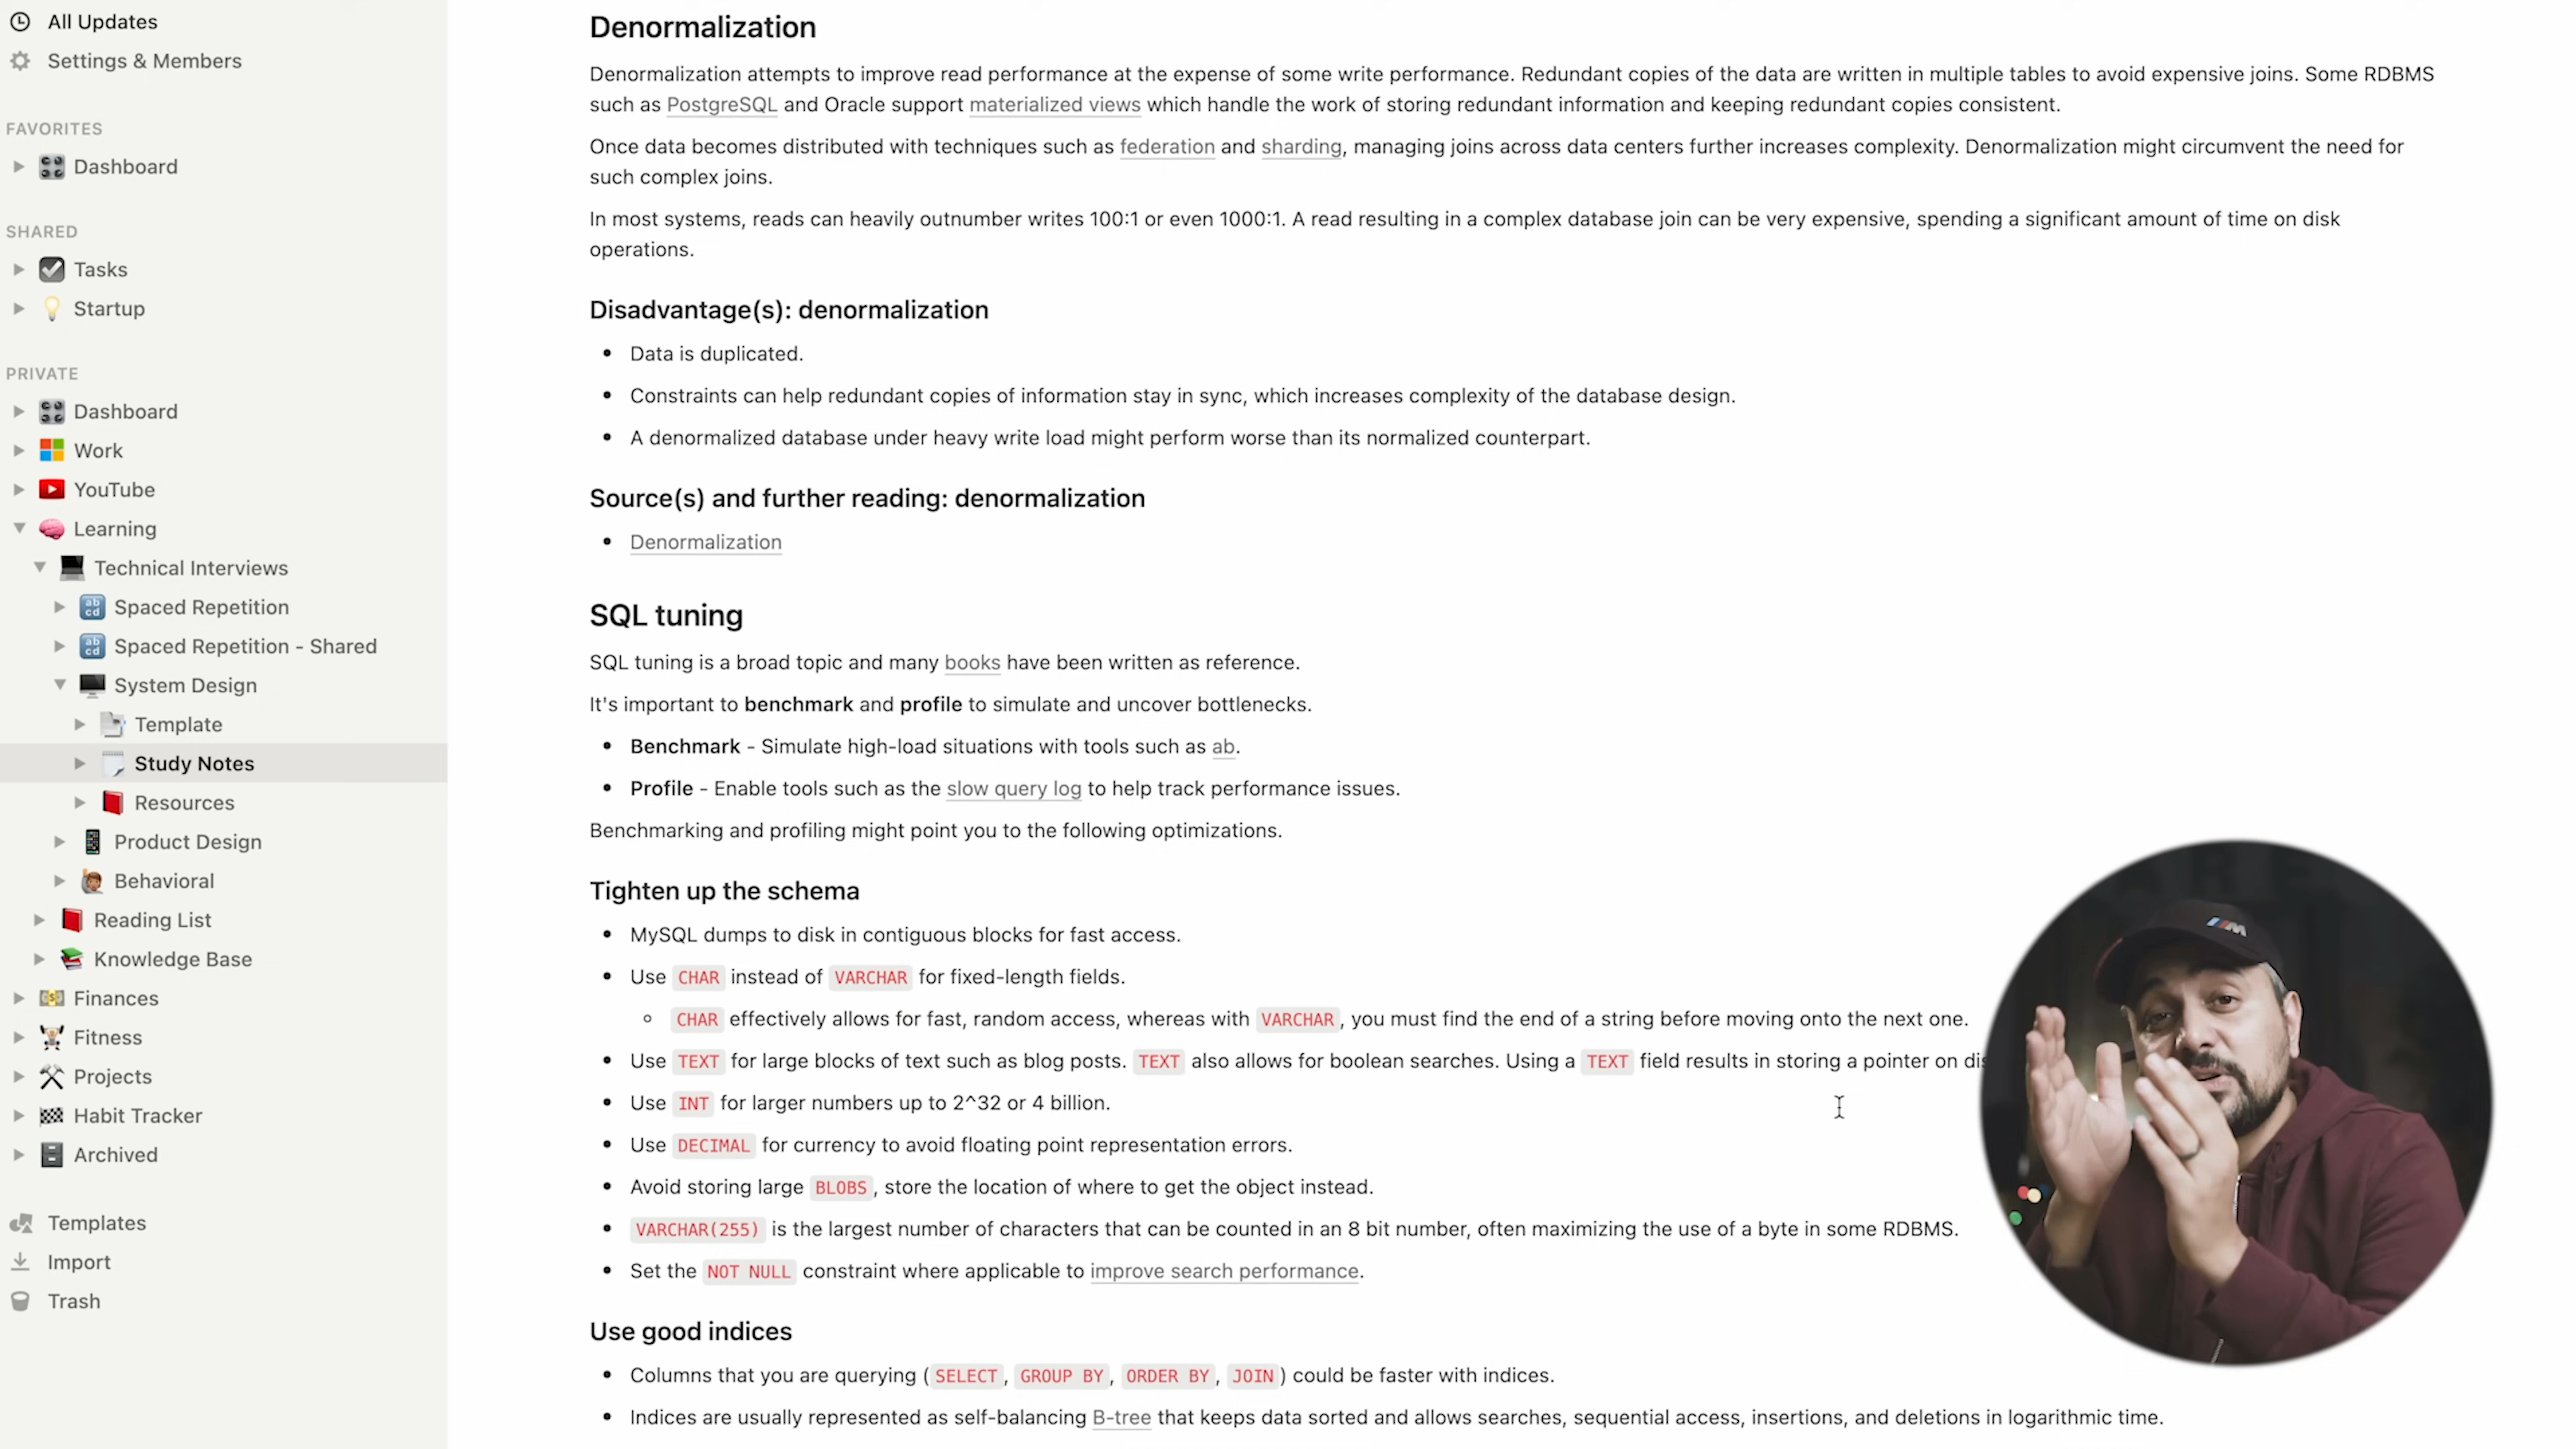 All Updates
Settings & Members
FAVORITES
Dashboard
SHARED
Tasks
Startup
PRIVATE
Dashboard
Work
YouTube
Learning
Technical Interviews
Spaced Repetition
Spaced Repetition - Shared
System Design
Template
Study Notes
Resources
Product Design
Behavioral
Reading List
Knowledge Base
Finances
Fitness
Projects
Habit Tracker
Archived
Templates
Import
Trash
Denormalization
Denormalization attempts to improve read performance at the expense of some write performance. Redundant copies of the data are written in multiple tables to avoid expensive joins. Some RDBMS
such as PostgreSQL and Oracle support materialized views which handle the work of storing redundant information and keeping redundant copies consistent.
Once data becomes distributed with techniques such as federation and sharding, managing joins across data centers further increases complexity. Denormalization might circumvent the need for
such complex joins.
In most systems, reads can heavily outnumber writes 100:1 or even 1000:1. A read resulting in a complex database join can be very expensive, spending a significant amount of time on disk
operations.
Disadvantage(s): denormalization
• Data is duplicated.
• Constraints can help redundant copies of information stay in sync, which increases complexity of the database design.
• A denormalized database under heavy write load might perform worse than its normalized counterpart.
Source(s) and further reading: denormalization
• Denormalization
SQL tuning
SQL tuning is a broad topic and many books have been written as reference.
It's important to benchmark and profile to simulate and uncover bottlenecks.
• Benchmark - Simulate high-load situations with tools such as ab.
• Profile - Enable tools such as the slow query log to help track performance issues.
Benchmarking and profiling might point you to the following optimizations.
Tighten up the schema
• MySQL dumps to disk in contiguous blocks for fast access.
• Use CHAR instead of VARCHAR for fixed-length fields.
◦ CHAR effectively allows for fast, random access, whereas with VARCHAR, you must find the end of a string before moving onto the next one.
• Use TEXT for large blocks of text such as blog posts. TEXT also allows for boolean searches. Using a TEXT field results in storing a pointer on
• Use INT for larger numbers up to 2^32 or 4 billion.
• Use DECIMAL for currency to avoid floating point representation errors.
• Avoid storing large BLOBS, store the location of where to get the object instead.
• VARCHAR(255) is the largest number of characters that can be counted in an 8 bit number, often maximizing the use of a byte in some RDBMS.
• Set the NOT NULL constraint where applicable to improve search performance.
Use good indices
• Columns that you are querying (SELECT, GROUP BY, ORDER BY, JOIN) could be faster with indices.
• Indices are usually represented as self-balancing B-tree that keeps data sorted and allows searches, sequential access, insertions, and deletions in logarithmic time.